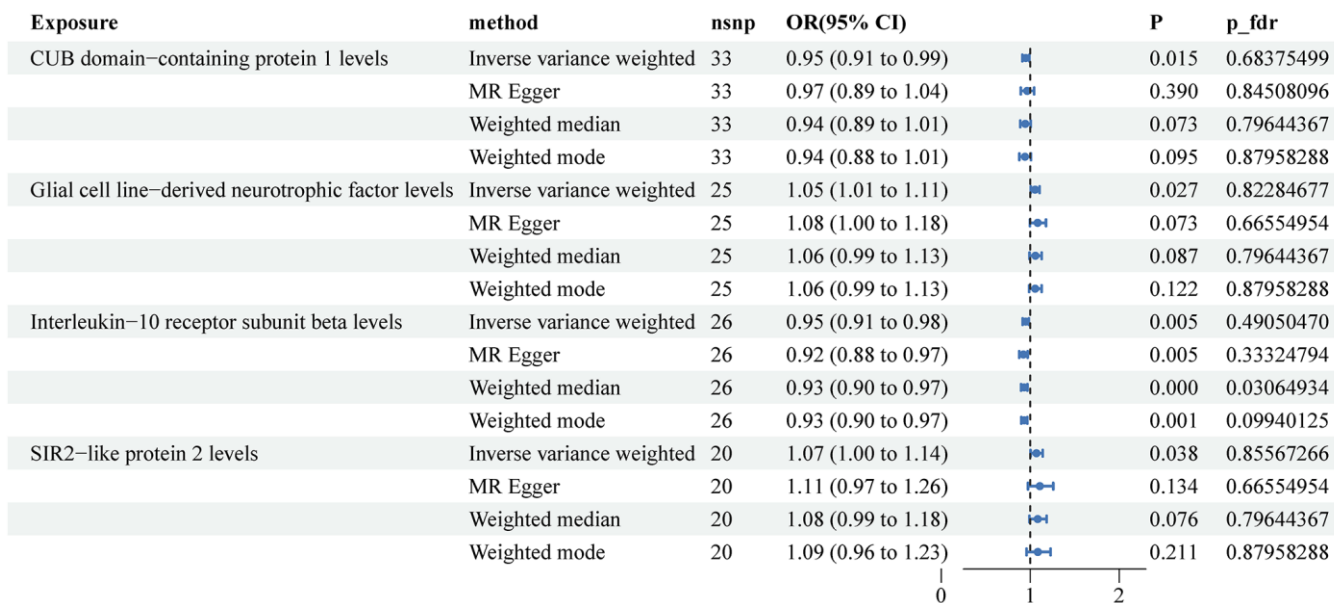 Exposure method nsnp OR(95% CI) P p_fdr
CUB domain−containing protein 1 levels Inverse variance weighted 33 0.95 (0.91 to 0.99) 0.015 0.68375499
MR Egger 33 0.97 (0.89 to 1.04) 0.390 0.84508096
Weighted median 33 0.94 (0.89 to 1.01) 0.073 0.79644367
Weighted mode 33 0.94 (0.88 to 1.01) 0.095 0.87958288
Glial cell line−derived neurotrophic factor levels Inverse variance weighted 25 1.05 (1.01 to 1.11) 0.027 0.82284677
MR Egger 25 1.08 (1.00 to 1.18) 0.073 0.66554954
Weighted median 25 1.06 (0.99 to 1.13) 0.087 0.79644367
Weighted mode 25 1.06 (0.99 to 1.13) 0.122 0.87958288
Interleukin−10 receptor subunit beta levels Inverse variance weighted 26 0.95 (0.91 to 0.98) 0.005 0.49050470
MR Egger 26 0.92 (0.88 to 0.97) 0.005 0.33324794
Weighted median 26 0.93 (0.90 to 0.97) 0.000 0.03064934
Weighted mode 26 0.93 (0.90 to 0.97) 0.001 0.09940125
SIR2−like protein 2 levels Inverse variance weighted 20 1.07 (1.00 to 1.14) 0.038 0.85567266
MR Egger 20 1.11 (0.97 to 1.26) 0.134 0.66554954
Weighted median 20 1.08 (0.99 to 1.18) 0.076 0.79644367
Weighted mode 20 1.09 (0.96 to 1.23) 0.211 0.87958288
0 1 2